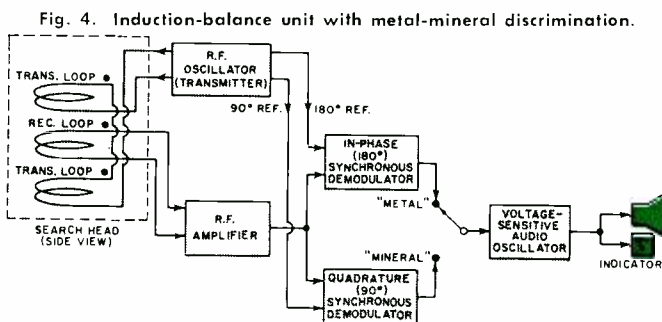 Fig. 4. Induction-balance unit with metal-mineral discrimination.
TRANS. LOOP
REC. LOOP
TRANS. LOOP
SEARCH HEAD
(SIDE VIEW)
R.F.
OSCILLATOR
(TRANSMITTER)
90° REF.
180° REF.
R.F.
AMPLIFIER
IN-PHASE
(180°)
SYNCHRONOUS
DEMODULATOR
"METAL"
"MINERAL"
QUADRATURE
(90°)
SYNCHRONOUS
DEMODULATOR
VOLTAGE-
SENSITIVE
AUDIO
OSCILLATOR
INDICATOR